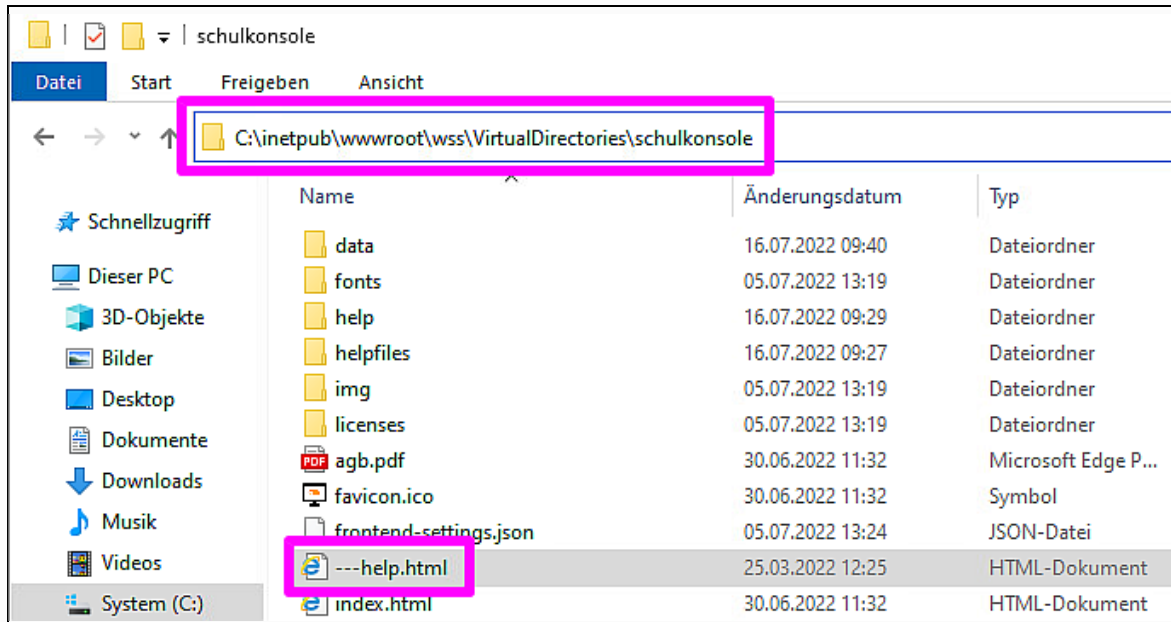 schulkonsole
Datei Start Freigeben Ansicht
C:\inetpub\wwwroot\wss\VirtualDirectories\schulkonsole
Name Änderungsdatum Typ
Schnellzugriff
Dieser PC
3D-Objekte
Bilder
Desktop
Dokumente
Downloads
Musik
Videos
System (C:)
data 16.07.2022 09:40 Dateiordner
fonts 05.07.2022 13:19 Dateiordner
help 16.07.2022 09:29 Dateiordner
helpfiles 16.07.2022 09:27 Dateiordner
img 05.07.2022 13:19 Dateiordner
licenses 05.07.2022 13:19 Dateiordner
PDF agb.pdf 30.06.2022 11:32 Microsoft Edge P...
favicon.ico 30.06.2022 11:32 Symbol
frontend-settings.json 05.07.2022 13:24 JSON-Datei
---help.html 25.03.2022 12:25 HTML-Dokument
index.html 30.06.2022 11:32 HTML-Dokument